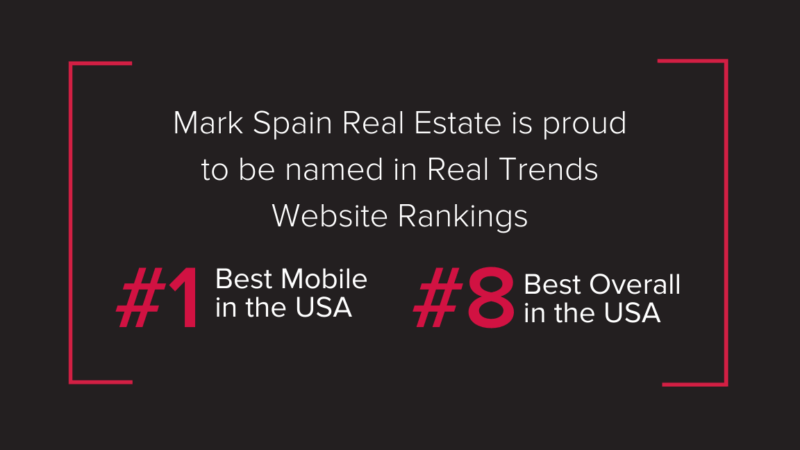 Mark Spain Real Estate is proud
to be named in Real Trends
Website Rankings
#1 Best Mobile
in the USA
#8 Best Overall
in the USA